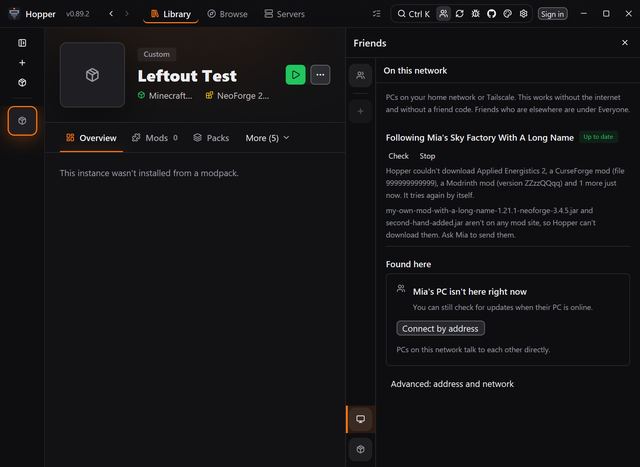 Hopper v0.89.2 Library Browse Servers Ctrl K Sign in
Custom
Leftout Test
Minecraft... NeoForge 2...
Overview Mods 0 Packs More (5)
This instance wasn't installed from a modpack.
Friends
On this network
PCs on your home network or Tailscale. This works without the internet
and without a friend code. Friends who are elsewhere are under Everyone.
Following Mia's Sky Factory With A Long Name Up to date
Check Stop
Hopper couldn't download Applied Energistics 2, a CurseForge mod (file
999999999999), a Modrinth mod (version ZZzzQQqq) and 1 more just
now. It tries again by itself.
my-own-mod-with-a-long-name-1.21.1-neoforge-3.4.5.jar and
second-hand-added.jar aren't on any mod site, so Hopper can't
download them. Ask Mia to send them.
Found here
Mia's PC isn't here right now
You can still check for updates when their PC is online.
Connect by address
PCs on this network talk to each other directly.
Advanced: address and network